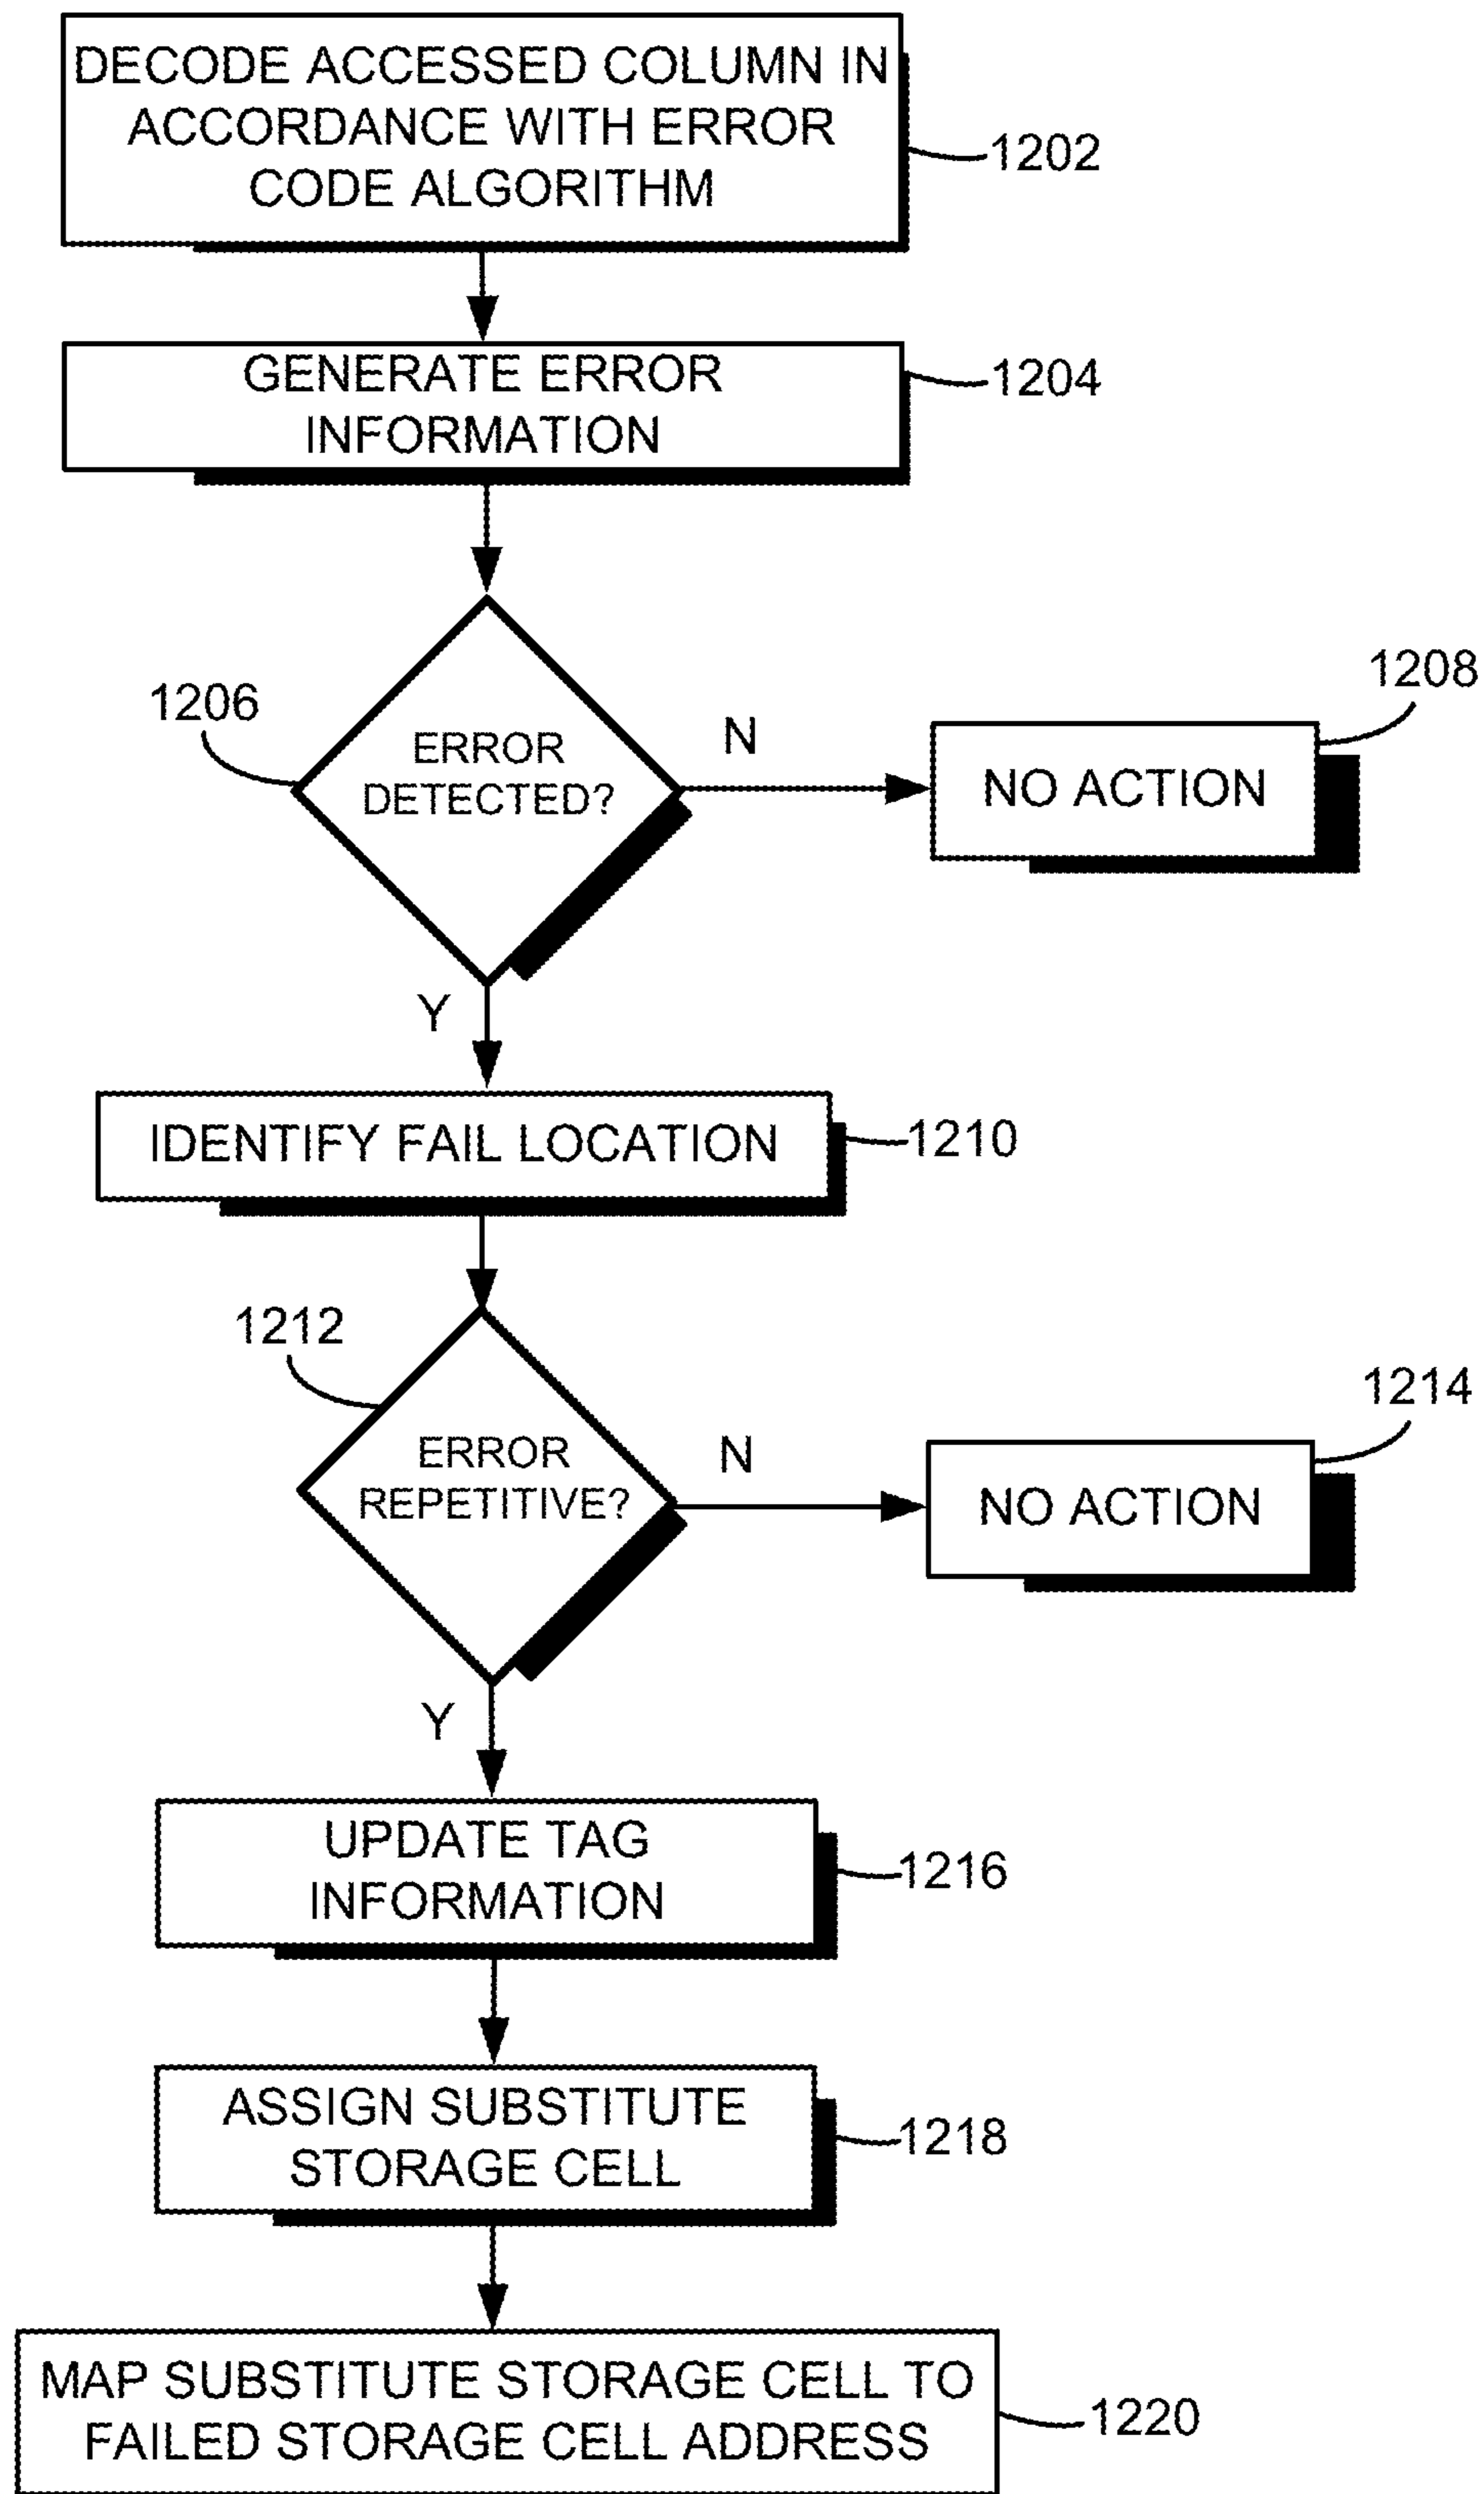 DECODE ACCESSED COLUMN IN
ACCORDANCE WITH ERROR
CODE ALGORITHM
1202
GENERATE ERROR
INFORMATION
1204
1206
ERROR
DETECTED?
N
1208
NO ACTION
Y
IDENTIFY FAIL LOCATION
1210
1212
ERROR
REPETITIVE?
N
1214
NO ACTION
Y
UPDATE TAG
INFORMATION
1216
ASSIGN SUBSTITUTE
STORAGE CELL
1218
MAP SUBSTITUTE STORAGE CELL TO
FAILED STORAGE CELL ADDRESS
1220